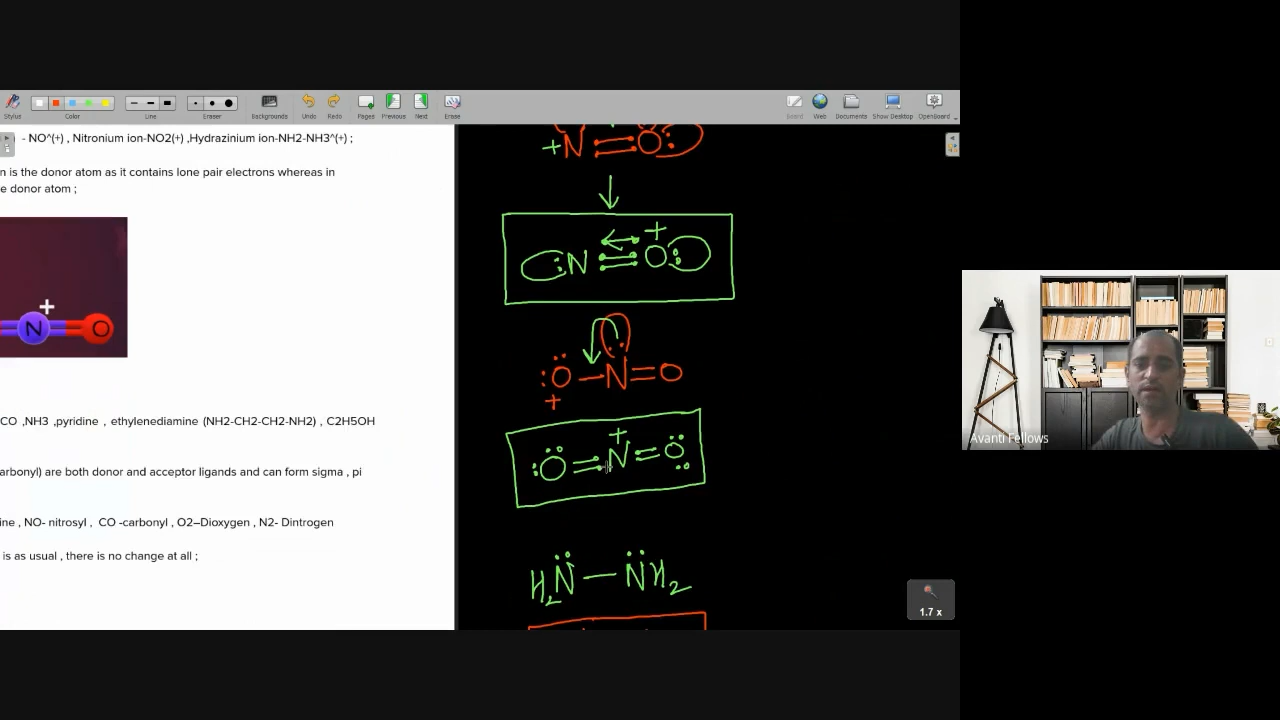 Stylus Color Line Eraser Backgrounds Undo Redo Pages Previous Next Erase Board Web Documents Show Desktop OpenBoard
- NO^(+) , Nitronium ion-NO2(+) ,Hydrazinium ion-NH2-NH3^(+) ;
n is the donor atom as it contains lone pair electrons whereas in
e donor atom ;
+
N O
CO ,NH3 ,pyridine , ethylenediamine (NH2-CH2-CH2-NH2) , C2H5OH
arbonyl) are both donor and acceptor ligands and can form sigma , pi
ine , NO- nitrosyl , CO -carbonyl , O2–Dioxygen , N2- Dintrogen
is as usual , there is no change at all ;
+N=O:
↓
+
:N≡O:
:Ö–N̈=O
+
+
:Ö=N=Ö:
H2N̈–N̈H2
1.7 x
Avanti Fellows